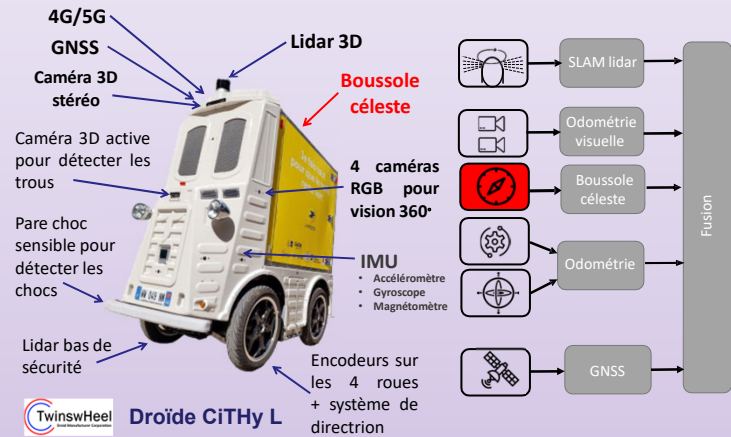 4G/5G
GNSS
Caméra 3D
stéréo
Lidar 3D
Boussole
céleste
Caméra 3D active
pour détecter les
trous
4 caméras
RGB pour
vision 360°
Pare choc
sensible pour
détecter les
chocs
IMU
• Accéléromètre
• Gyroscope
• Magnétomètre
Lidar bas de
sécurité
Encodeurs sur
les 4 roues
+ système de
directrion
TwinswHeel
Droid Manufacturer Corporation
Droïde CiTHy L
SLAM lidar
Odométrie
visuelle
Boussole
céleste
Odométrie
GNSS
Fusion